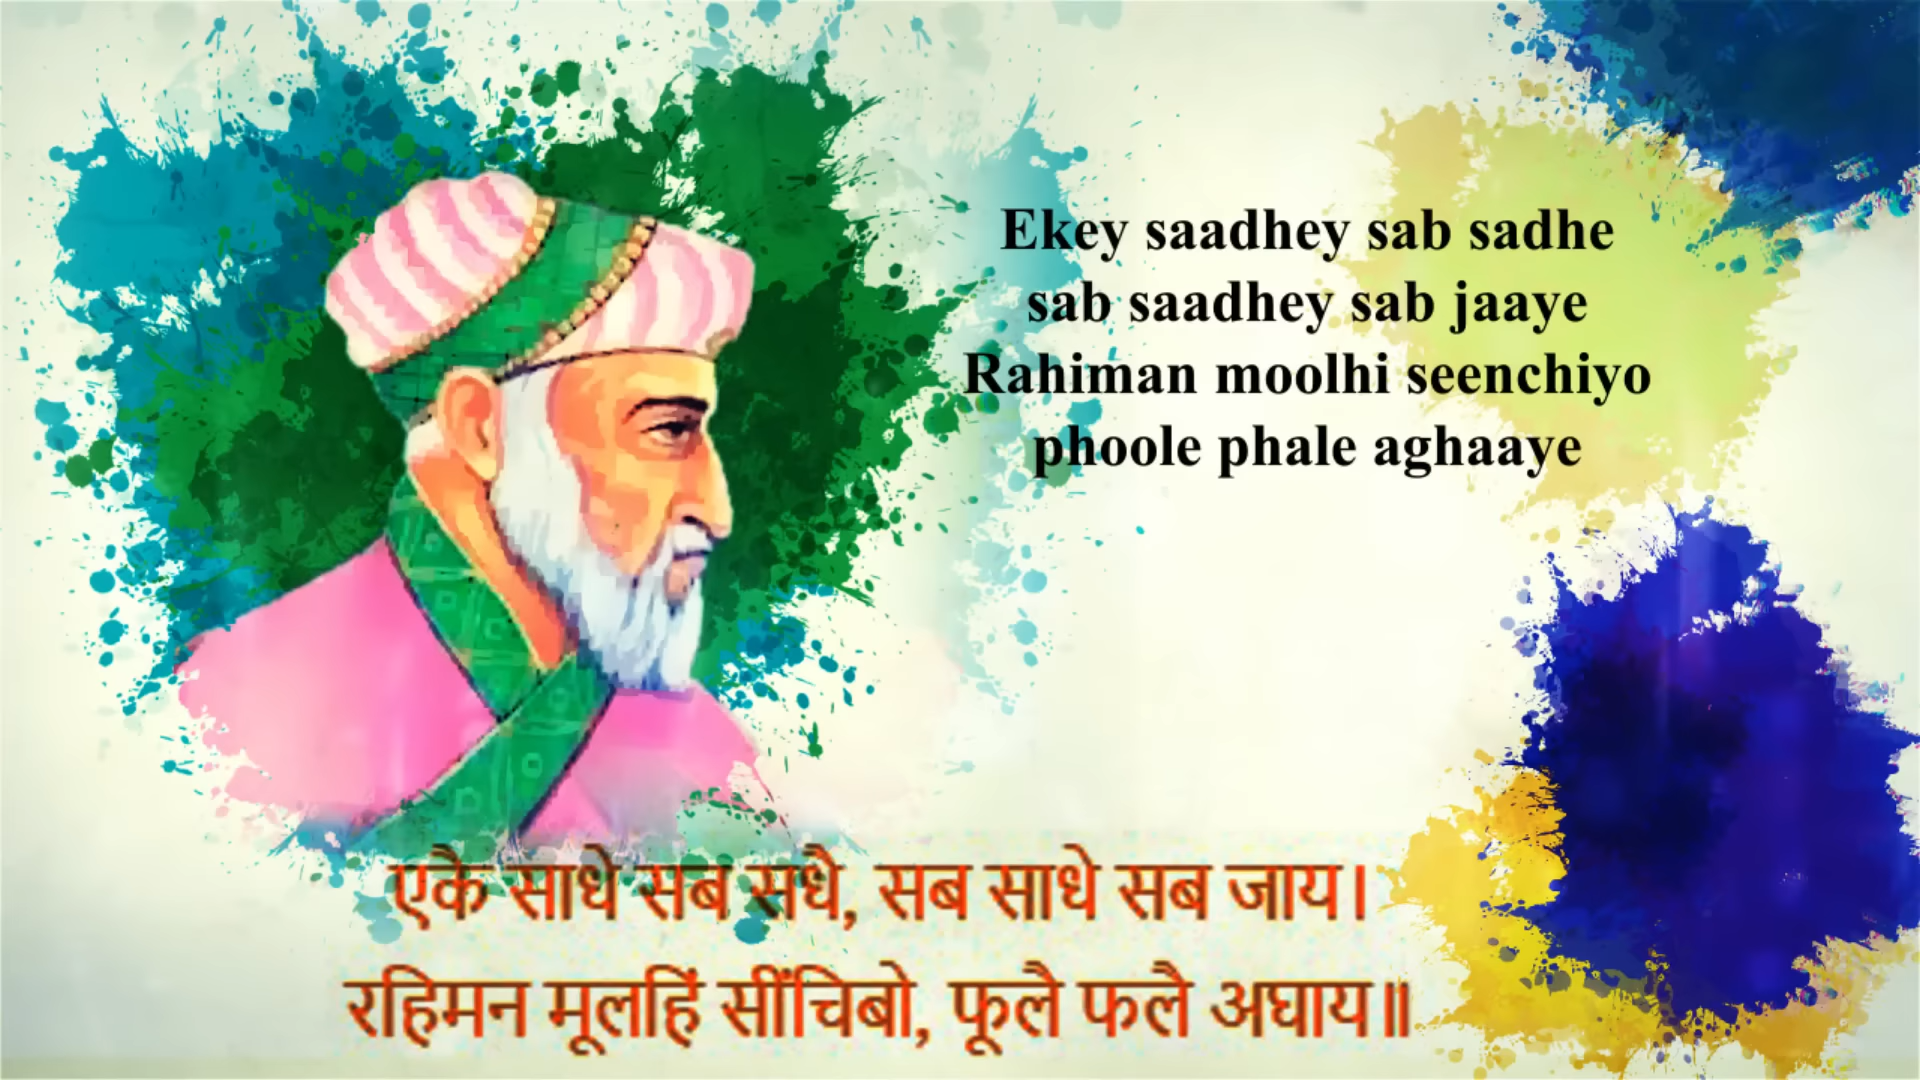 Ekey saadhey sab sadhe
sab saadhey sab jaaye
Rahiman moolhi seenchiyo
phoole phale aghaaye
एकै साधे सब सधै, सब साधे सब जाय।
रहिमन मूलहिं सींचिबो, फूलै फलै अघाय॥